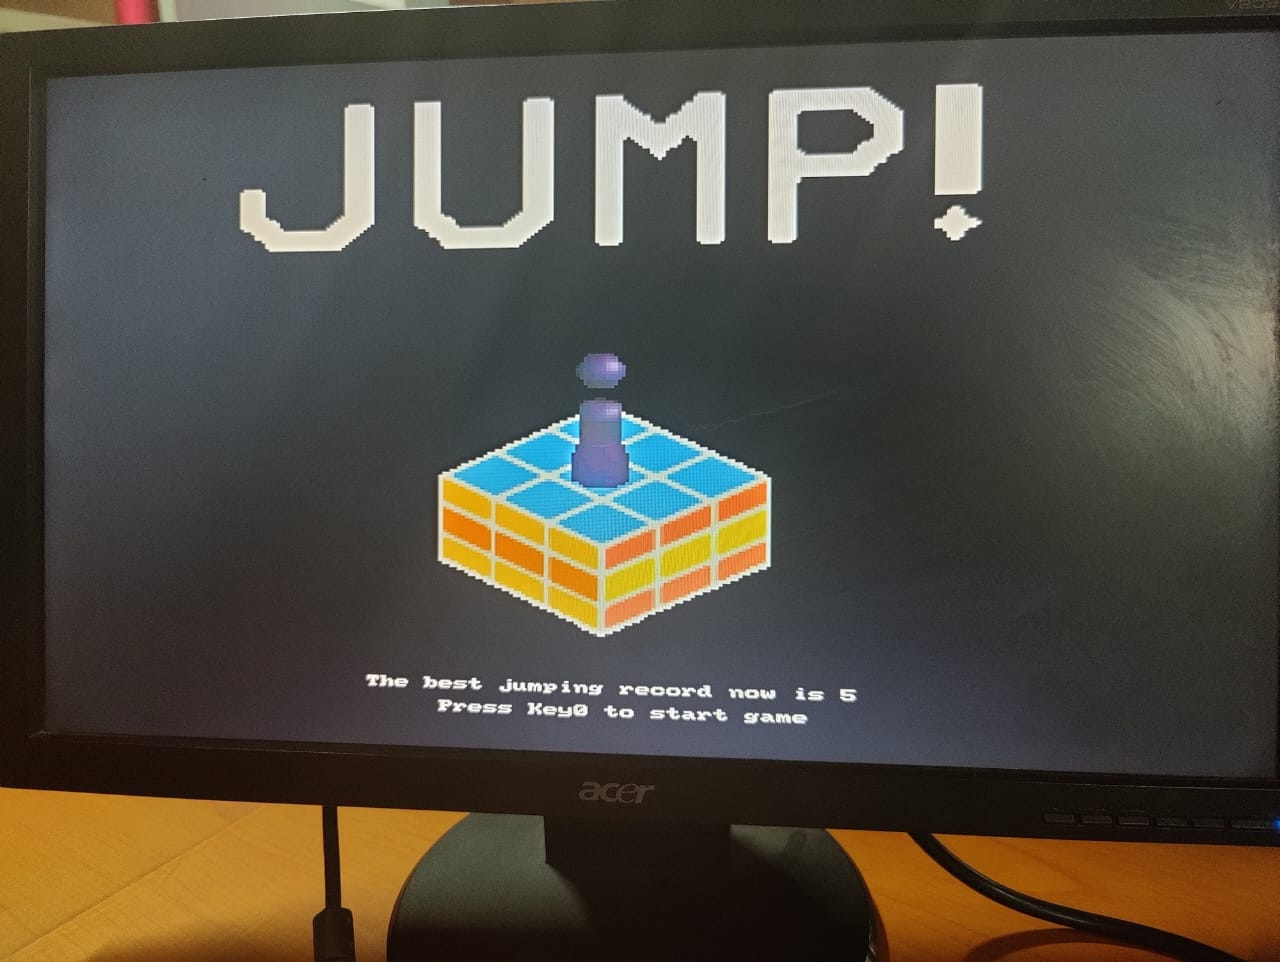 JUMP!
The best jumping record now is 5
Press Key0 to start game
acer